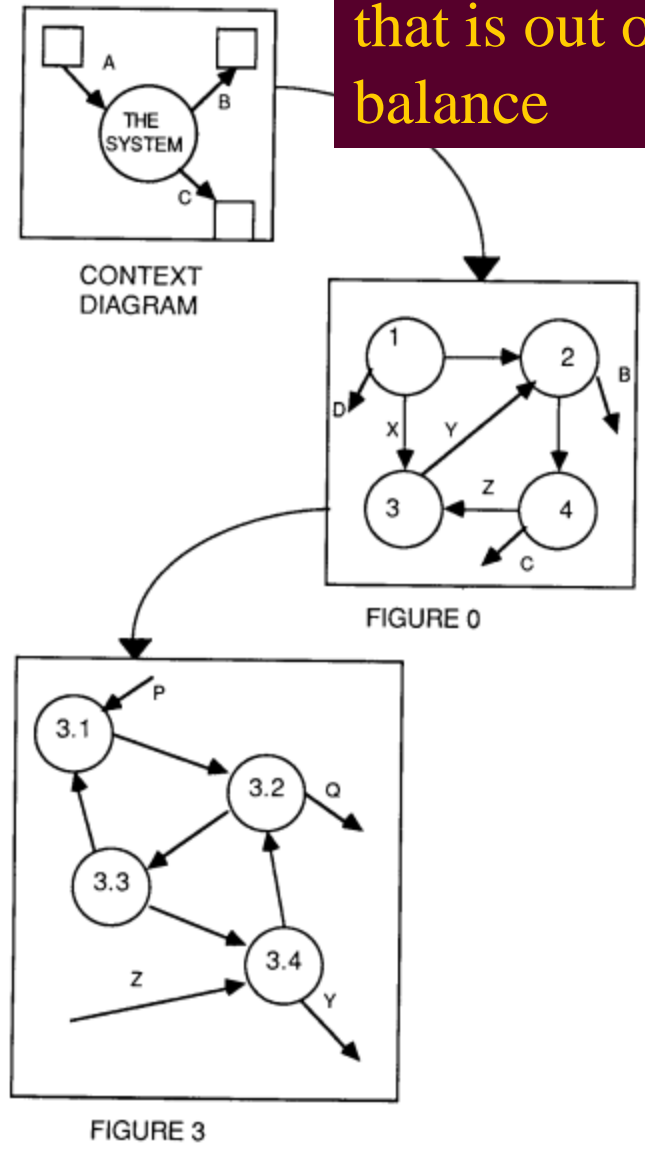 that is out
balance
A
B
THE
SYSTEM
C
CONTEXT
DIAGRAM
1
2
B
D
X
Y
Z
3
4
C
FIGURE 0
P
3.1
3.2
Q
3.3
3.4
Z
Y
FIGURE 3